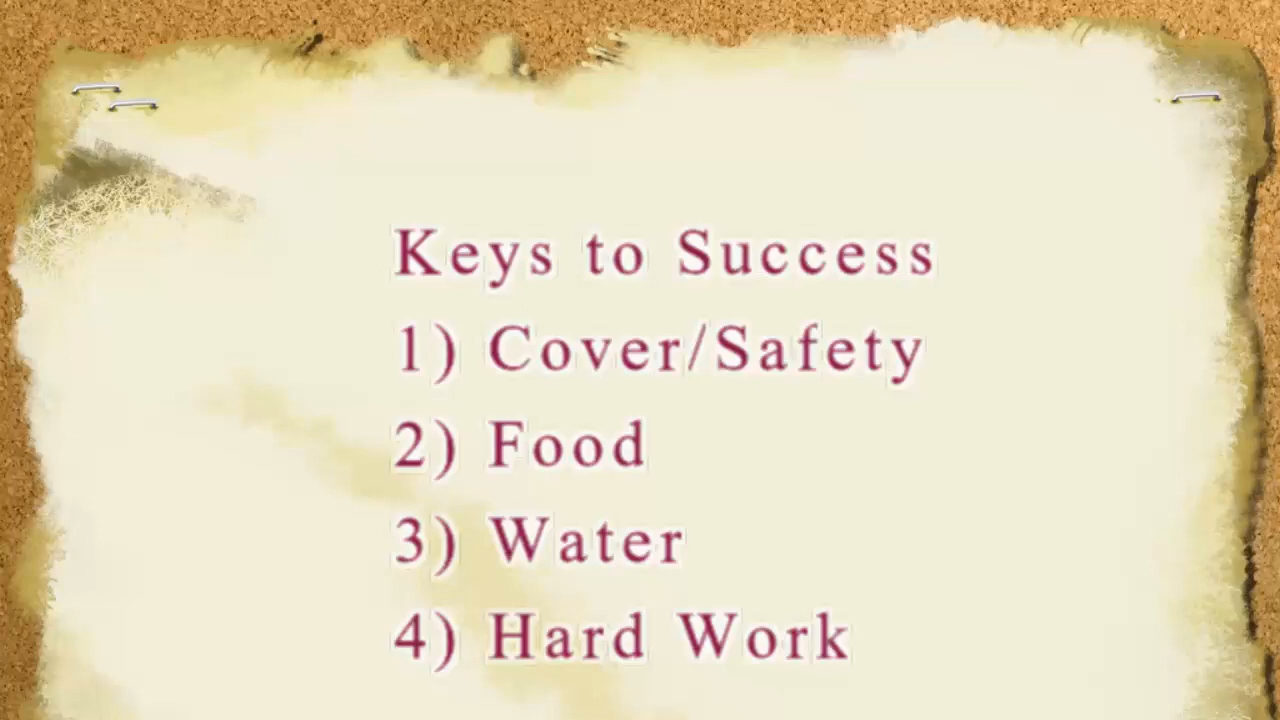 Keys to Success
1) Cover/Safety
2) Food
3) Water
4) Hard Work